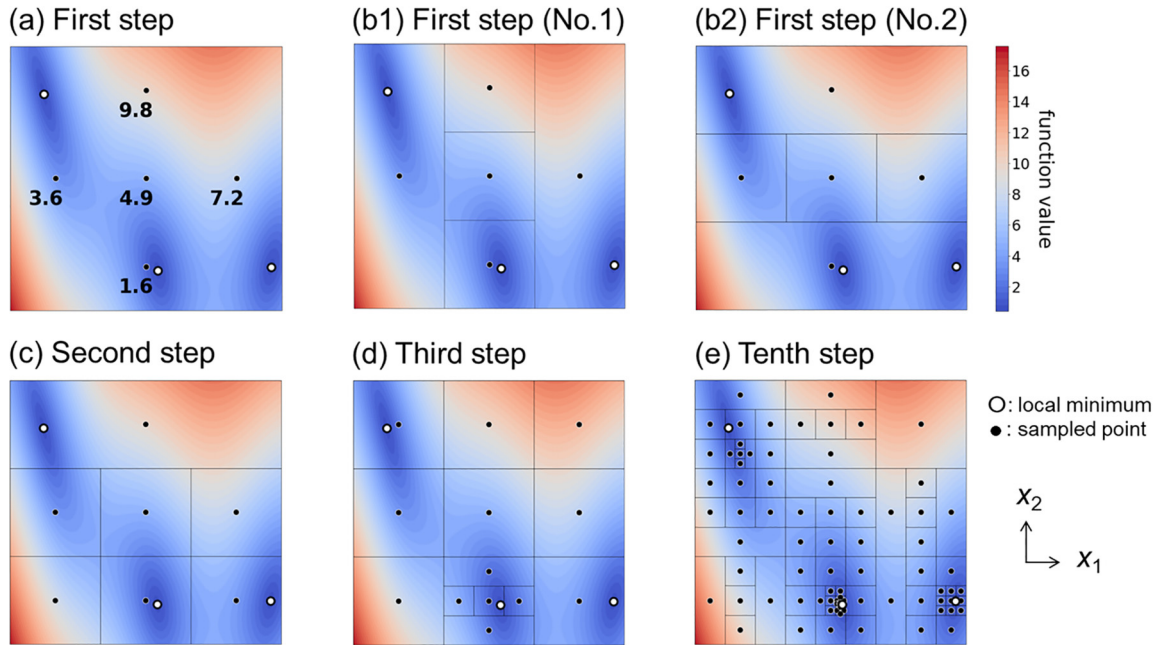 (a) First step
(b1) First step (No.1)
(b2) First step (No.2)
9.8
3.6
4.9
7.2
1.6
16
14
12
10
8
6
4
2
function value
(c) Second step
(d) Third step
(e) Tenth step
: local minimum
: sampled point
x2
x1